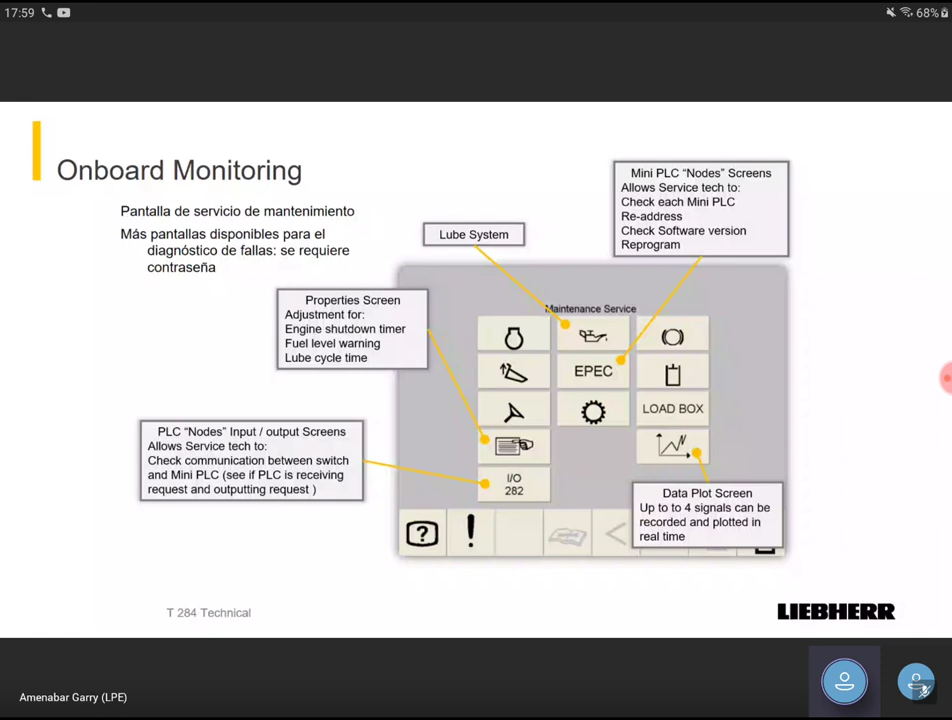 17:59
68%
Onboard Monitoring
Pantalla de servicio de mantenimiento
Más pantallas disponibles para el
diagnóstico de fallas: se requiere
contraseña
Lube System
Mini PLC “Nodes” Screens
Allows Service tech to:
Check each Mini PLC
Re-address
Check Software version
Reprogram
Properties Screen
Adjustment for:
Engine shutdown timer
Fuel level warning
Lube cycle time
Maintenance Service
EPEC
LOAD BOX
PLC “Nodes” Input / output Screens
Allows Service tech to:
Check communication between switch
and Mini PLC (see if PLC is receiving
request and outputting request )
I/O
282
Data Plot Screen
Up to to 4 signals can be
recorded and plotted in
real time
T 284 Technical
LIEBHERR
Amenabar Garry (LPE)